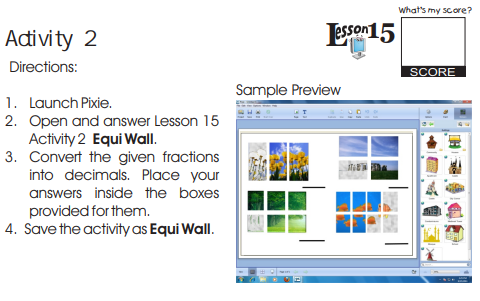 What's my score?
Lesson 15
Activity 2
SCORE
Directions:
Sample Preview
1. Launch Pixie.
2. Open and answer Lesson 15
Activity 2 Equi Wall.
3. Convert the given fractions
into decimals. Place your
answers inside the boxes
provided for them.
4. Save the activity as Equi Wall.